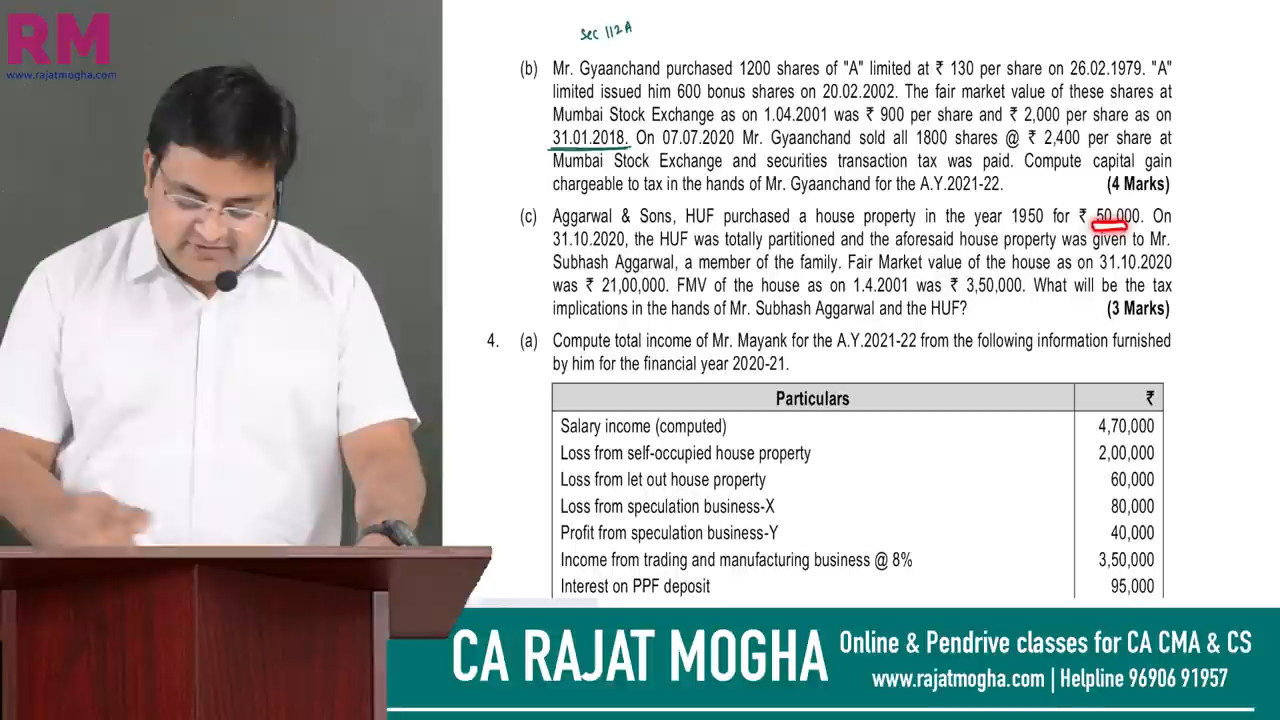 RM
www.rajatmogha.com
Sec 112A
(b) Mr. Gyaanchand purchased 1200 shares of "A" limited at ₹ 130 per share on 26.02.1979. "A"
limited issued him 600 bonus shares on 20.02.2002. The fair market value of these shares at
Mumbai Stock Exchange as on 1.04.2001 was ₹ 900 per share and ₹ 2,000 per share as on
31.01.2018. On 07.07.2020 Mr. Gyaanchand sold all 1800 shares @ ₹ 2,400 per share at
Mumbai Stock Exchange and securities transaction tax was paid. Compute capital gain
chargeable to tax in the hands of Mr. Gyaanchand for the A.Y.2021-22. (4 Marks)
(c) Aggarwal & Sons, HUF purchased a house property in the year 1950 for ₹ 50,000. On
31.10.2020, the HUF was totally partitioned and the aforesaid house property was given to Mr.
Subhash Aggarwal, a member of the family. Fair Market value of the house as on 31.10.2020
was ₹ 21,00,000. FMV of the house as on 1.4.2001 was ₹ 3,50,000. What will be the tax
implications in the hands of Mr. Subhash Aggarwal and the HUF? (3 Marks)
4. (a) Compute total income of Mr. Mayank for the A.Y.2021-22 from the following information furnished
by him for the financial year 2020-21.
Particulars ₹
Salary income (computed) 4,70,000
Loss from self-occupied house property 2,00,000
Loss from let out house property 60,000
Loss from speculation business-X 80,000
Profit from speculation business-Y 40,000
Income from trading and manufacturing business @ 8% 3,50,000
Interest on PPF deposit 95,000
CA RAJAT MOGHA
Online & Pendrive classes for CA CMA & CS
www.rajatmogha.com | Helpline 96906 91957